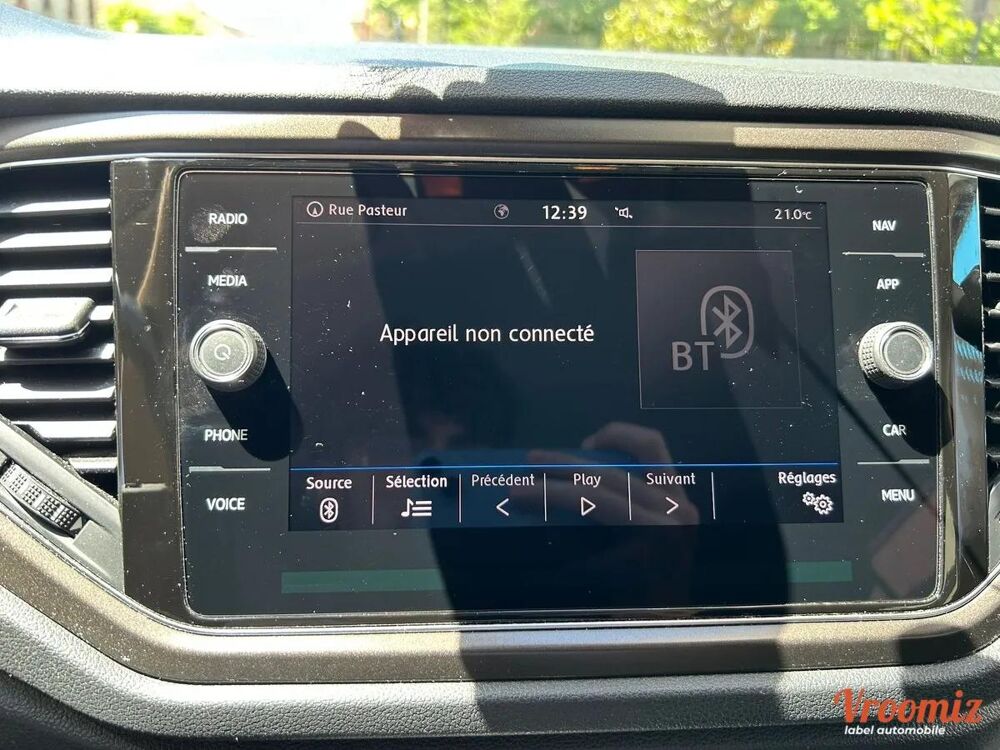 Rue Pasteur 12:39 21.0°C
RADIO
NAV
MEDIA
APP
Appareil non connecté
BT
PHONE
CAR
Source Sélection Précédent Play Suivant Réglages
VOICE
MENU
Vroomiz
label automobile